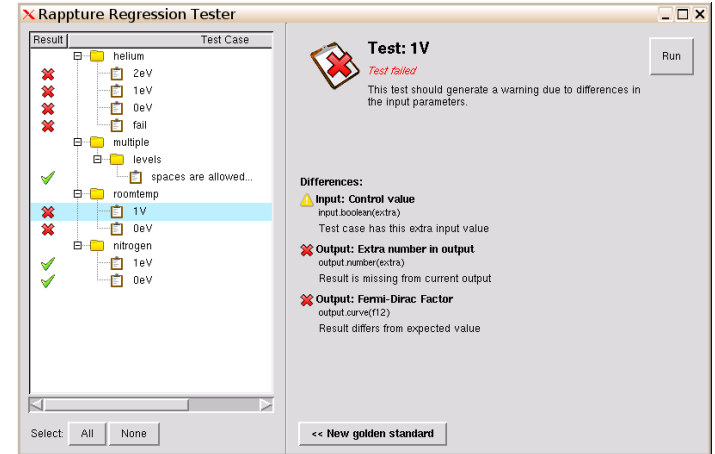 Rappture Regression Tester
Result Test Case
helium
2eV
1eV
0eV
fail
multiple
levels
spaces are allowed...
roomtemp
1V
0eV
nitrogen
1eV
0eV
Select: All None
Test: 1V
Run
Test failed
This test should generate a warning due to differences in
the input parameters.
Differences:
Input: Control value
input.boolean(extra)
Test case has this extra input value
Output: Extra number in output
output.number(extra)
Result is missing from current output
Output: Fermi-Dirac Factor
output.curve(f12)
Result differs from expected value
<< New golden standard